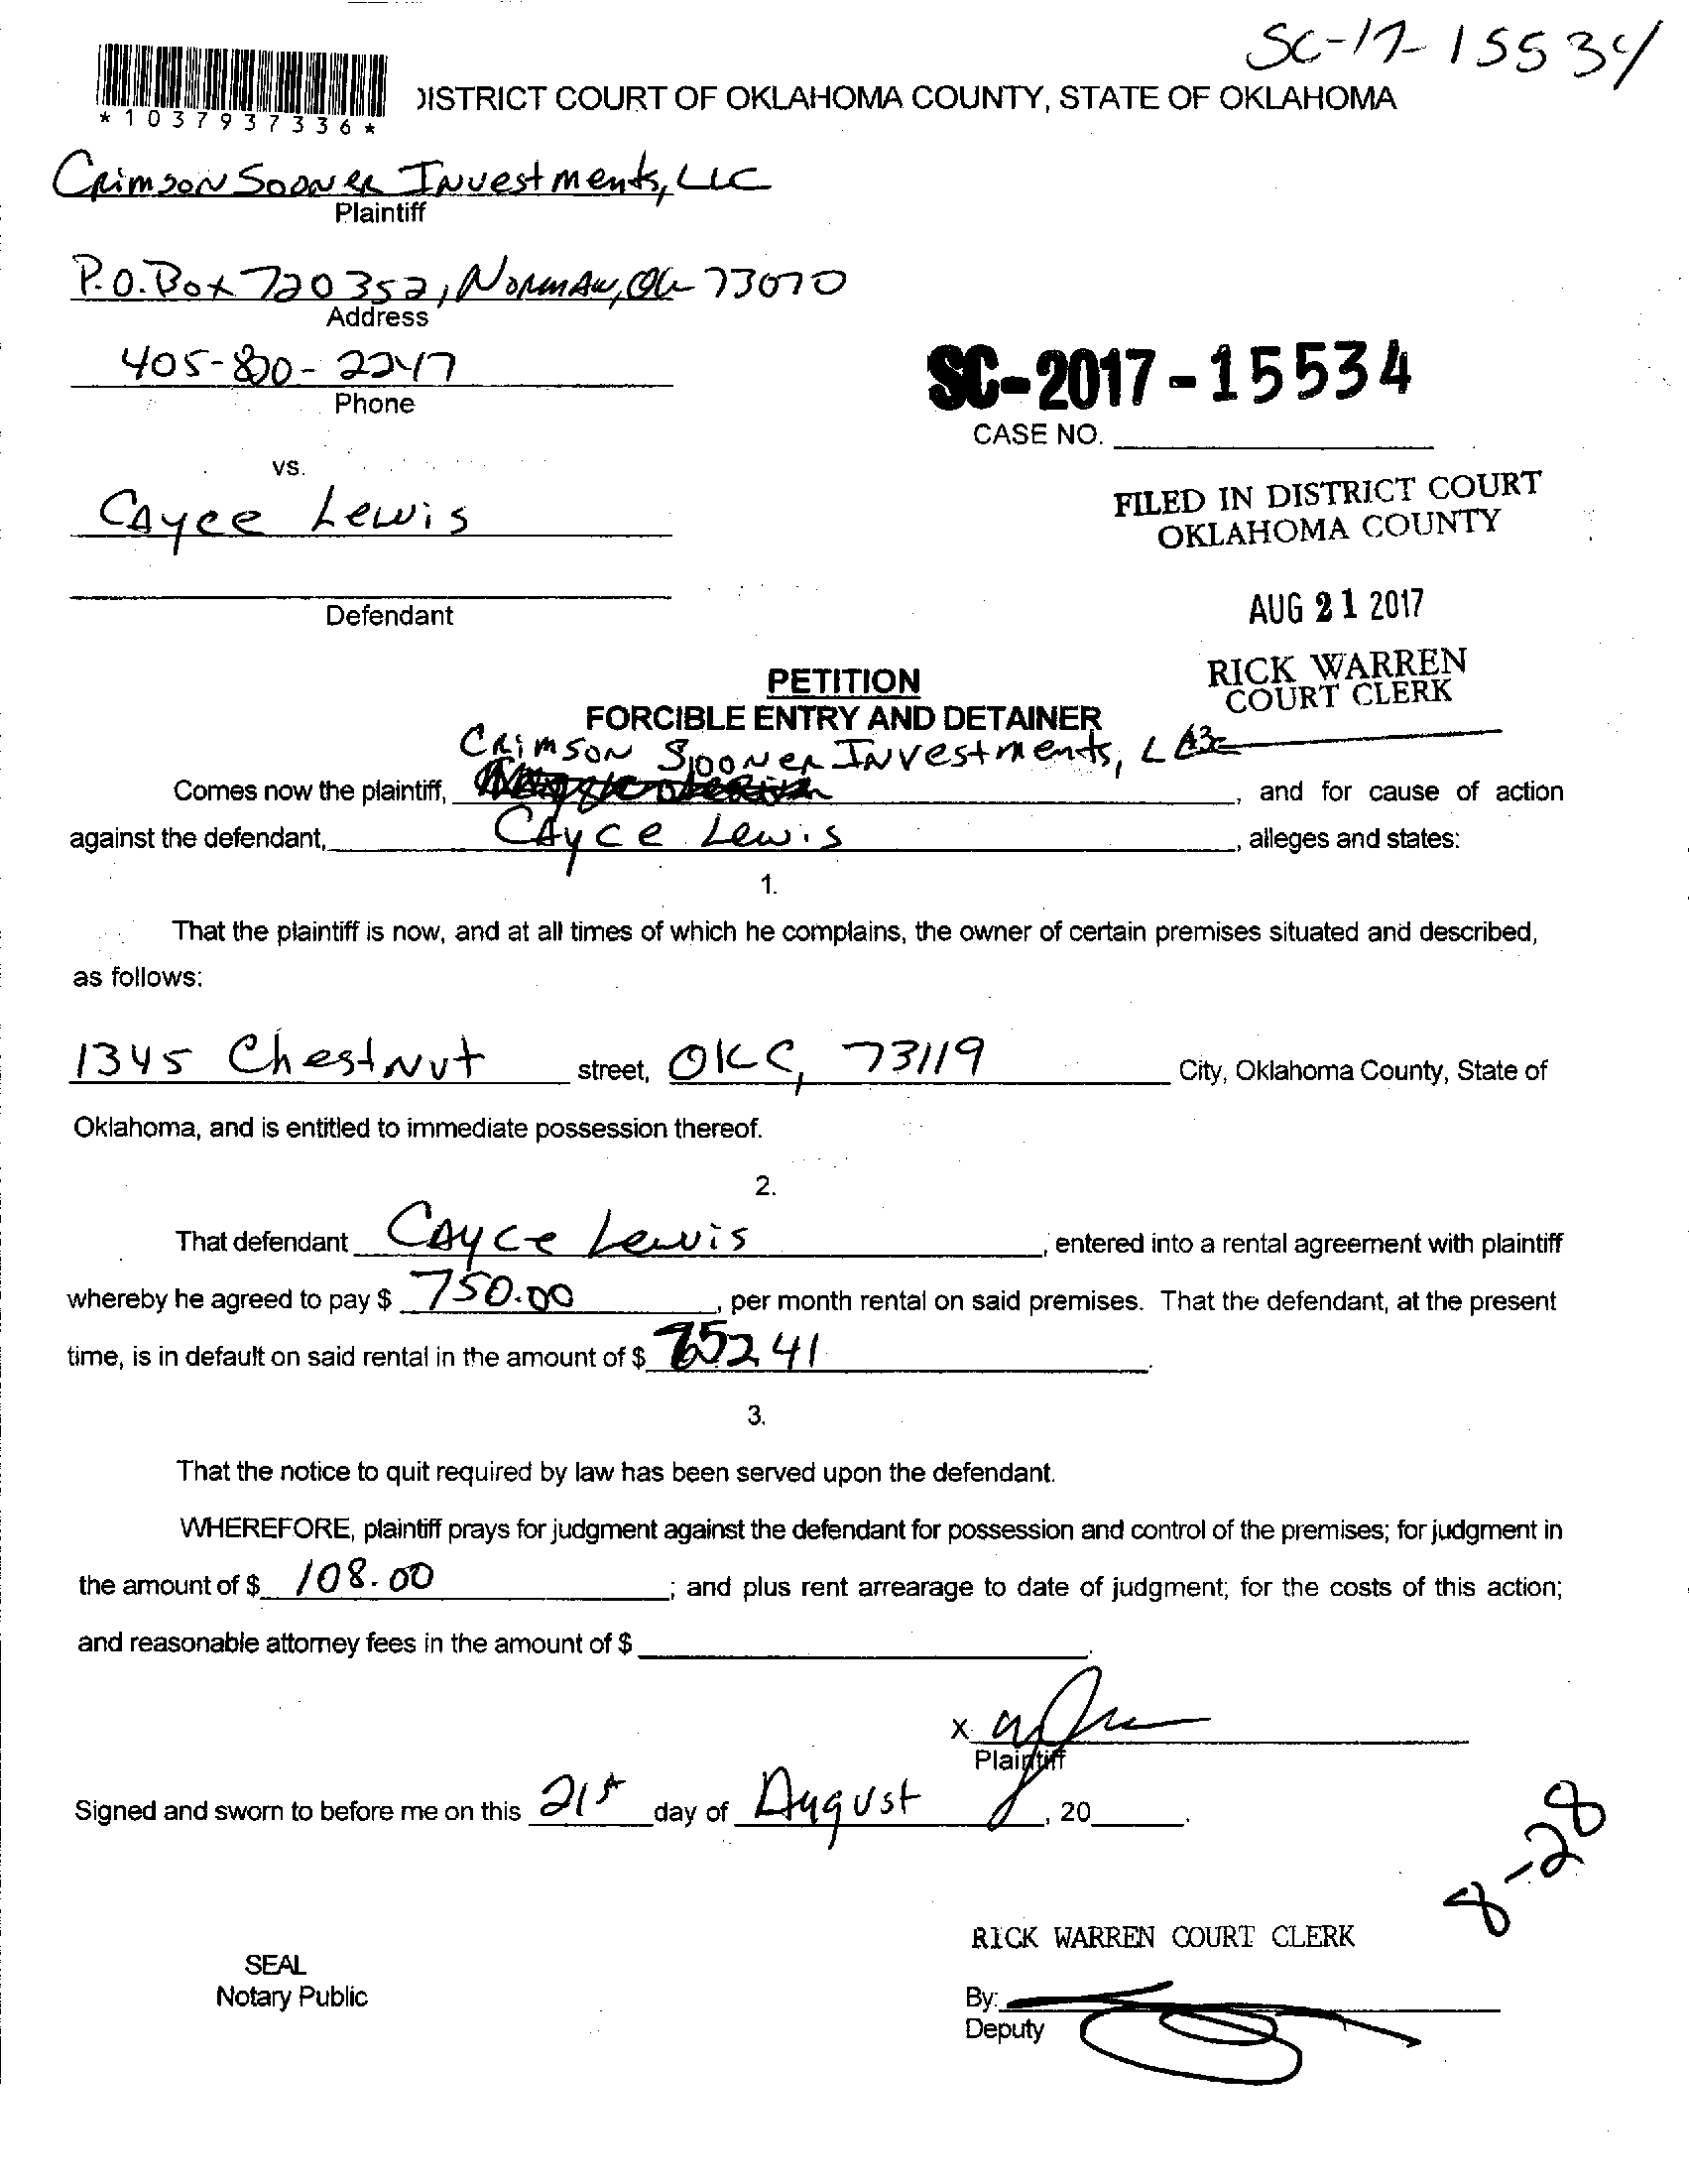 SC-17-15534
*1037937336*
DISTRICT COURT OF OKLAHOMA COUNTY, STATE OF OKLAHOMA
Crimson Sooner Investments, LLC
Plaintiff
P.O. Box 720352, Norman, OK 73070
Address
405-820-2247
Phone
SC-2017-15534
CASE NO.
vs.
Cayce Lewis
FILED IN DISTRICT COURT
OKLAHOMA COUNTY
Defendant
AUG 21 2017
RICK WARREN
COURT CLERK
PETITION
FORCIBLE ENTRY AND DETAINER
Crimson Sooner Investments,
Comes now the plaintiff, , and for cause of action
against the defendant, Cayce Lewis, alleges and states:
1.
That the plaintiff is now, and at all times of which he complains, the owner of certain premises situated and described,
as follows:
1345 Chestnut street, OKC, 73119 City, Oklahoma County, State of
Oklahoma, and is entitled to immediate possession thereof.
2.
That defendant Cayce Lewis, entered into a rental agreement with plaintiff
whereby he agreed to pay $ 750.00, per month rental on said premises. That the defendant, at the present
time, is in default on said rental in the amount of $ .
3.
That the notice to quit required by law has been served upon the defendant.
WHEREFORE, plaintiff prays for judgment against the defendant for possession and control of the premises; for judgment in
the amount of $ 108.00; and plus rent arrearage to date of judgment; for the costs of this action;
and reasonable attorney fees in the amount of $ .
X
Plaintiff
Signed and sworn to before me on this 21st day of August, 20 .
8-28
RICK WARREN COURT CLERK
SEAL
Notary Public
By:
Deputy